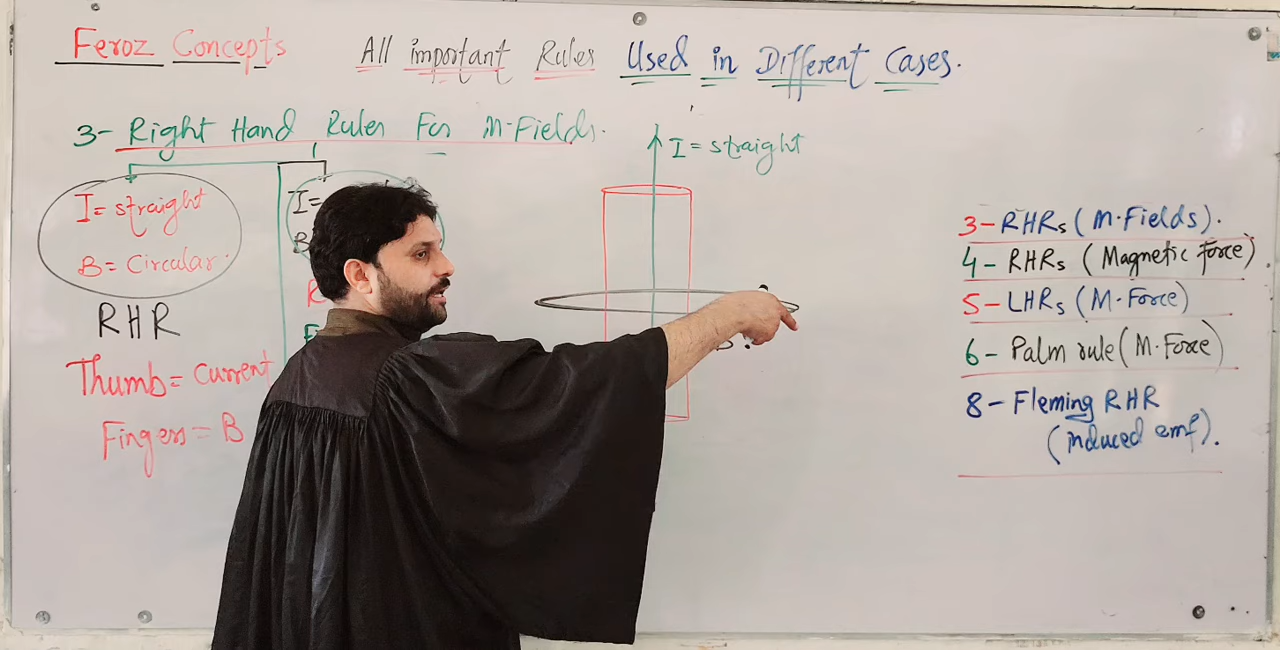 Feroz Concepts
All important Rules Used in Different Cases.
3- Right Hand Rules For M-Fields.
I = straight
B = Circular.
RHR
Thumb = Current
Fingers = B
I =
B
R
F
I = straight
3- RHRs (M.Fields).
4- RHRs (Magnetic force)
5- LHRs (M-Force)
6- Palm rule (M.Force)
8- Fleming RHR
(induced emf).